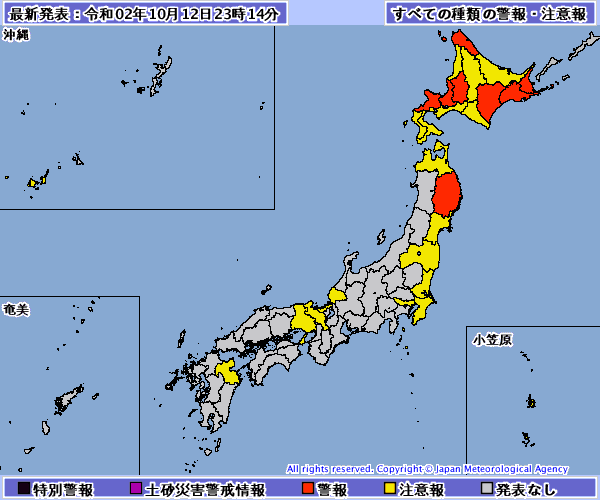 最新発表：令和02年10月12日23時14分
すべての種類の警報・注意報
沖縄
奄美
小笠原
All rights reserved. Copyright © Japan Meteorological Agency
特別警報 土砂災害警戒情報 警報 注意報 発表なし